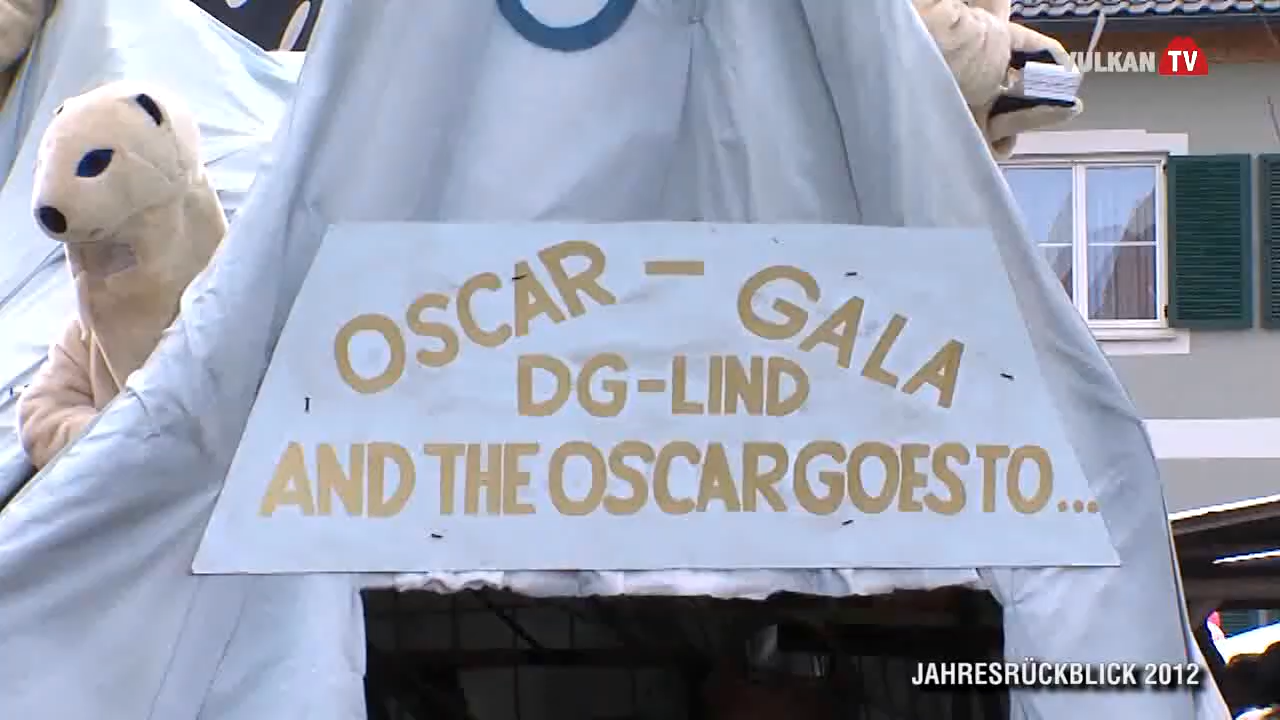 VULKAN TV
OSCAR - GALA
DG-LIND
AND THE OSCAR GOES TO...
JAHRESRÜCKBLICK 2012